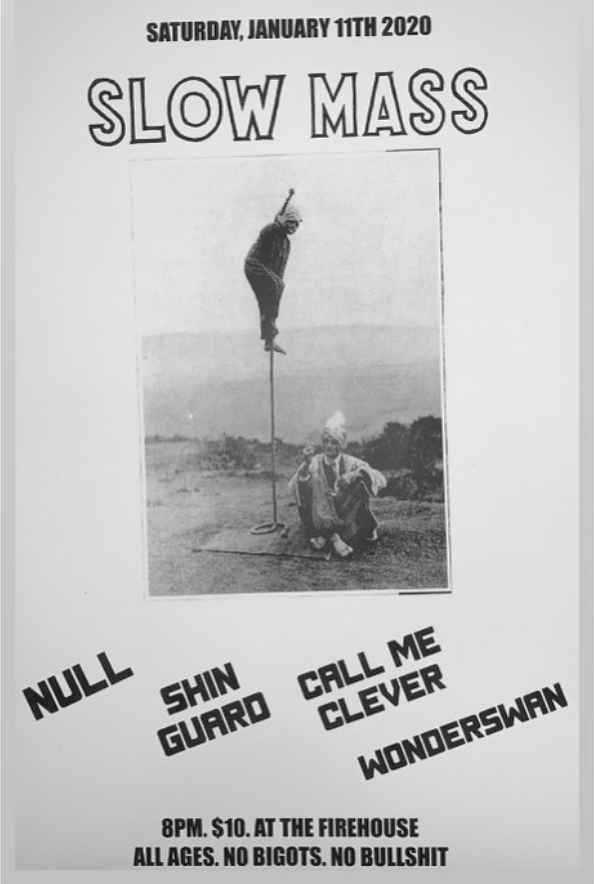 SATURDAY, JANUARY 11TH 2020
SLOW MASS
NULL
SHIN
GUARD
CALL ME
CLEVER
WONDERSWAN
8PM. $10. AT THE FIREHOUSE
ALL AGES. NO BIGOTS. NO BULLSHIT